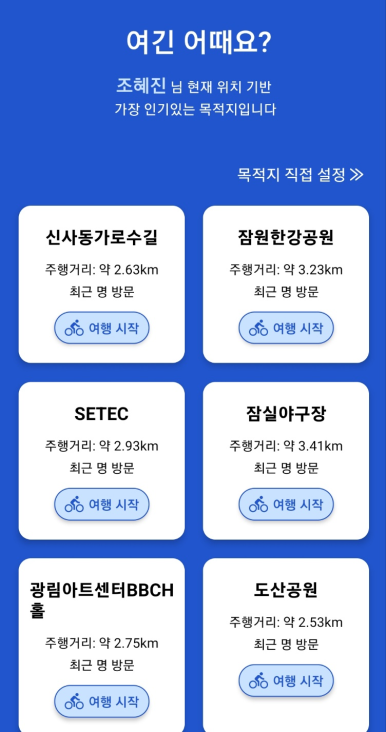 여긴 어때요?
조혜진 님 현재 위치 기반
가장 인기있는 목적지입니다
목적지 직접 설정 ≫
신사동가로수길
주행거리: 약 2.63km
최근 명 방문
여행 시작
잠원한강공원
주행거리: 약 3.23km
최근 명 방문
여행 시작
SETEC
주행거리: 약 2.93km
최근 명 방문
여행 시작
잠실야구장
주행거리: 약 3.41km
최근 명 방문
여행 시작
광림아트센터BBCH
홀
주행거리: 약 2.75km
최근 명 방문
여행 시작
도산공원
주행거리: 약 2.53km
최근 명 방문
여행 시작